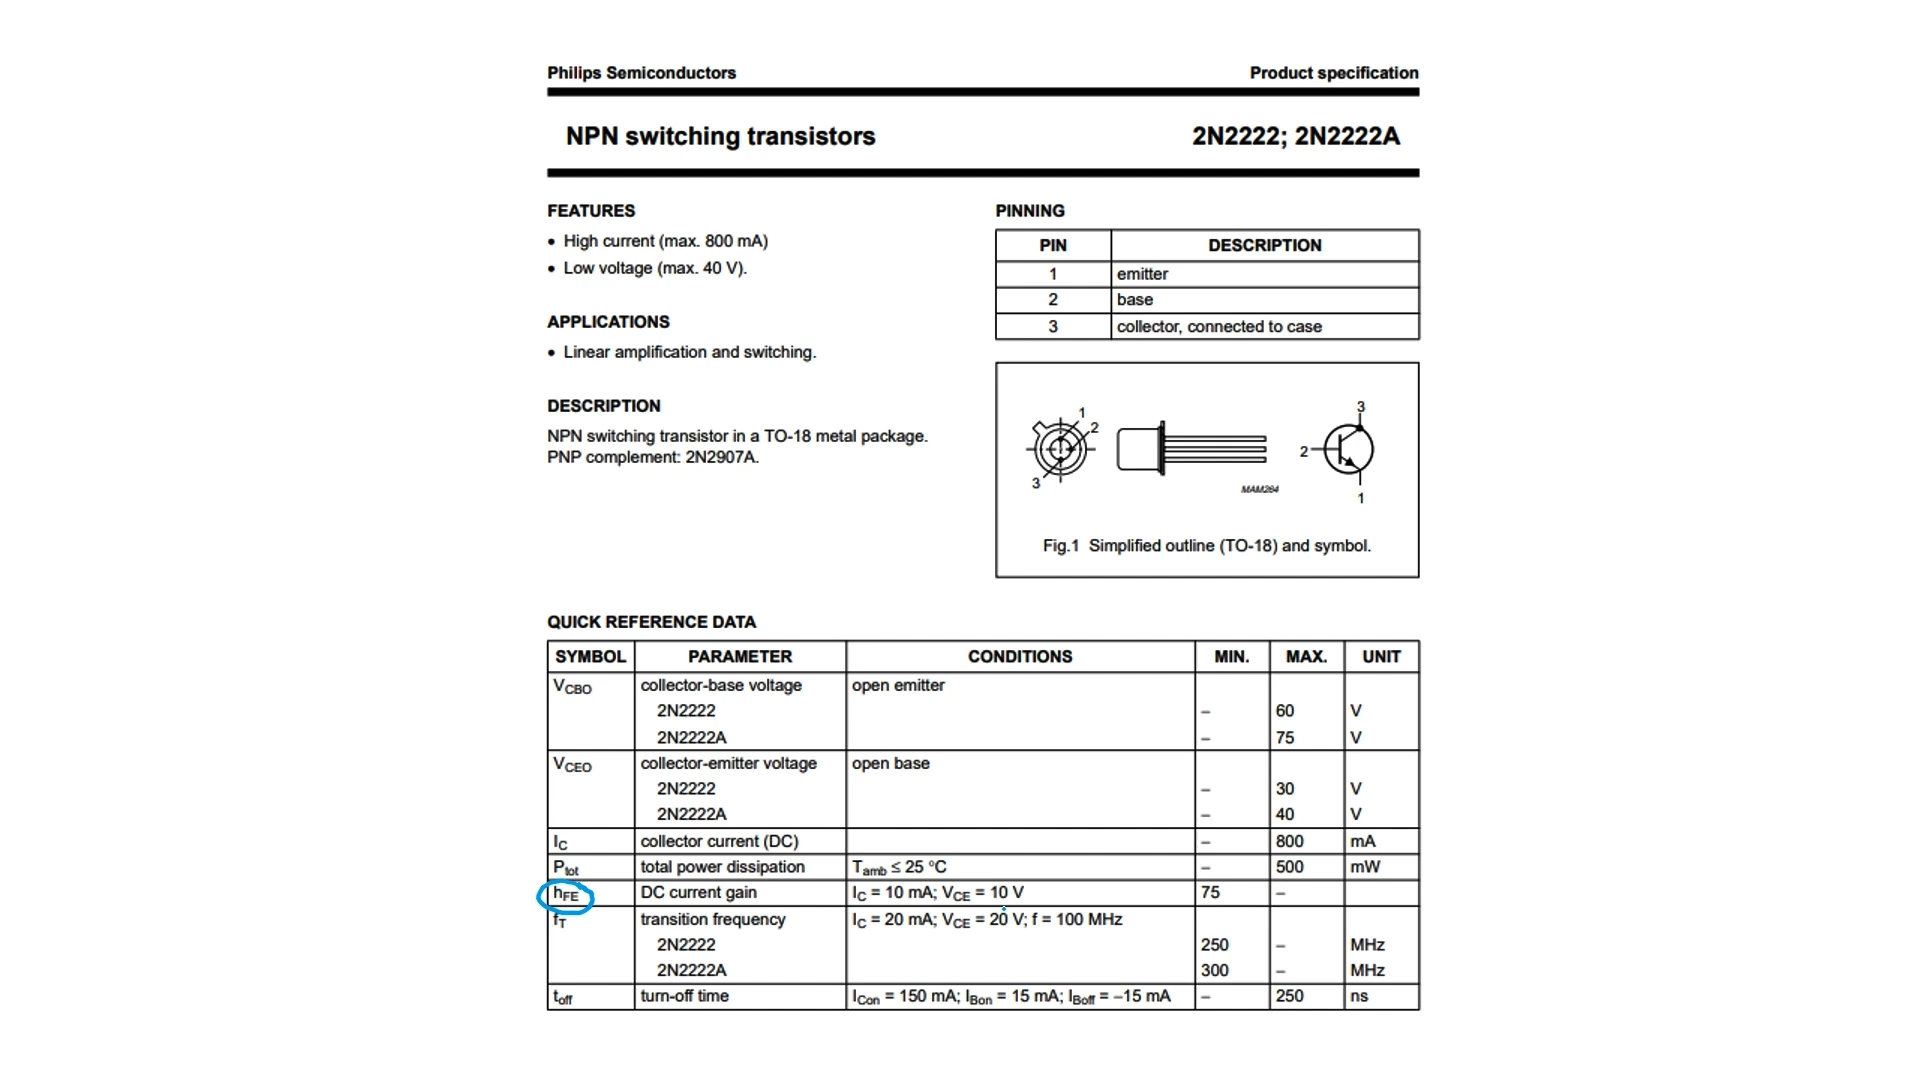 Philips Semiconductors Product specification
NPN switching transistors 2N2222; 2N2222A
FEATURES
• High current (max. 800 mA)
• Low voltage (max. 40 V).
APPLICATIONS
• Linear amplification and switching.
DESCRIPTION
NPN switching transistor in a TO-18 metal package.
PNP complement: 2N2907A.
PINNING
PIN DESCRIPTION
1 emitter
2 base
3 collector, connected to case
1
2
3
MAM264
3
2
1
Fig.1 Simplified outline (TO-18) and symbol.
QUICK REFERENCE DATA
SYMBOL PARAMETER CONDITIONS MIN. MAX. UNIT
VCBO collector-base voltage open emitter
2N2222 – 60 V
2N2222A – 75 V
VCEO collector-emitter voltage open base
2N2222 – 30 V
2N2222A – 40 V
IC collector current (DC) – 800 mA
Ptot total power dissipation Tamb ≤ 25 °C – 500 mW
hFE DC current gain IC = 10 mA; VCE = 10 V 75 –
fT transition frequency IC = 20 mA; VCE = 20 V; f = 100 MHz
2N2222 250 – MHz
2N2222A 300 – MHz
toff turn-off time ICon = 150 mA; IBon = 15 mA; IBoff = –15 mA – 250 ns